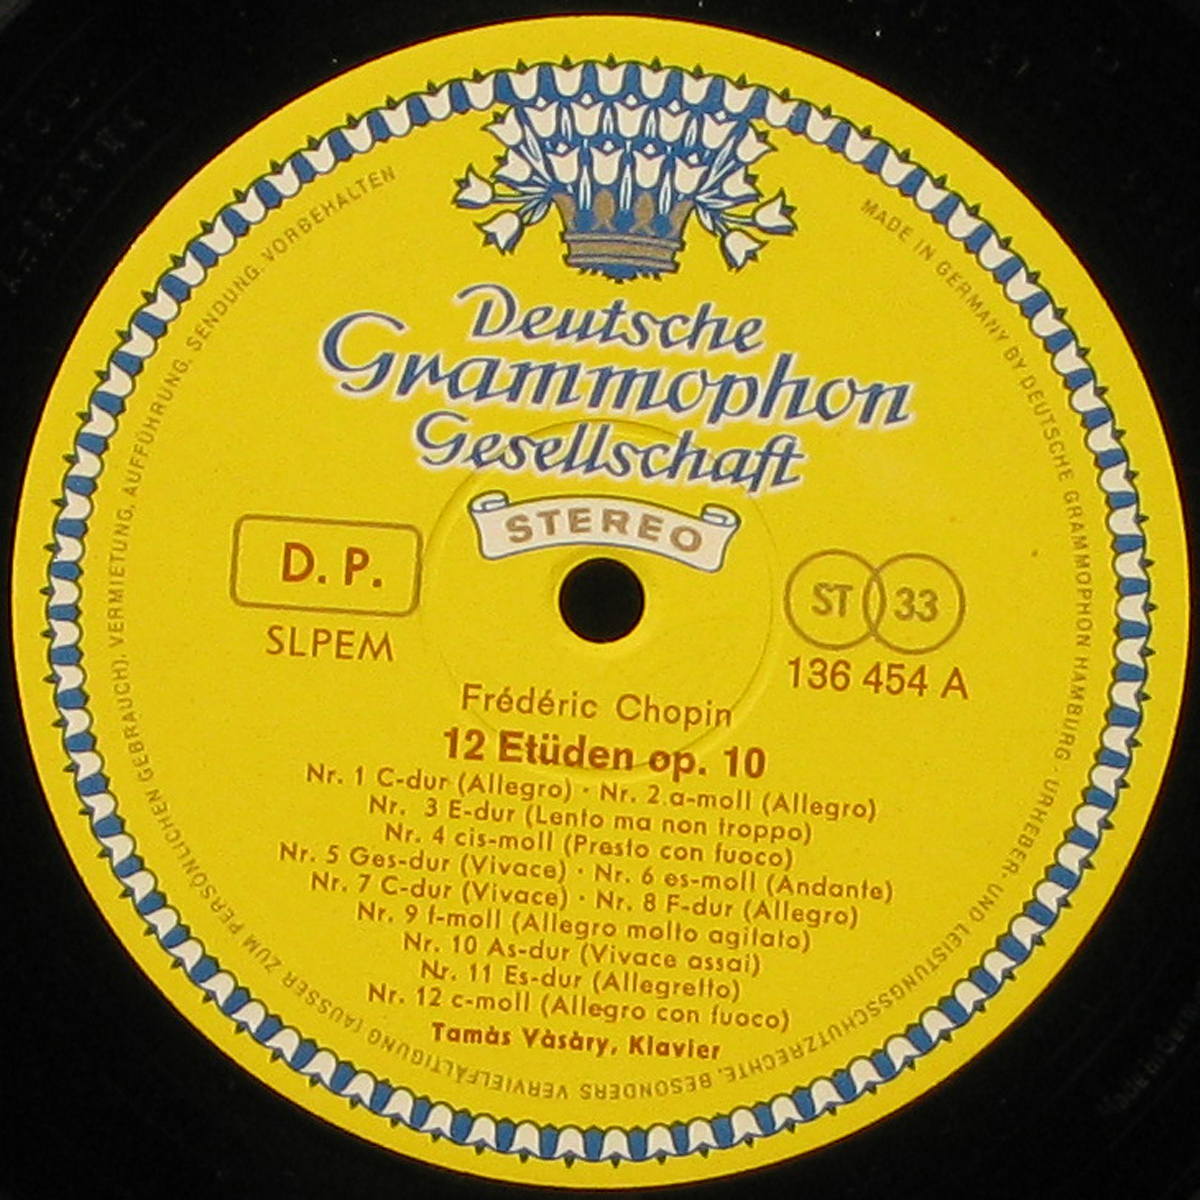 Deutsche
Grammophon
Gesellschaft
STEREO
D. P.
SLPEM
ST 33
136 454 A
Frédéric Chopin
12 Etüden op. 10
Nr. 1 C-dur (Allegro) · Nr. 2 a-moll (Allegro)
Nr. 3 E-dur (Lento ma non troppo)
Nr. 4 cis-moll (Presto con fuoco)
Nr. 5 Ges-dur (Vivace) · Nr. 6 es-moll (Andante)
Nr. 7 C-dur (Vivace) · Nr. 8 F-dur (Allegro)
Nr. 9 f-moll (Allegro molto agitato)
Nr. 10 As-dur (Vivace assai)
Nr. 11 Es-dur (Allegretto)
Nr. 12 c-moll (Allegro con fuoco)
Tamàs Vàsàry, Klavier
MADE IN GERMANY BY DEUTSCHE GRAMMOPHON HAMBURG · URHEBER- UND LEISTUNGSSCHUTZRECHTE, BESONDERS VERVIELFÄLTIGUNG (AUSSER ZUM PERSÖNLICHEN GEBRAUCH), VERMIETUNG, AUFFÜHRUNG, SENDUNG, VORBEHALTEN